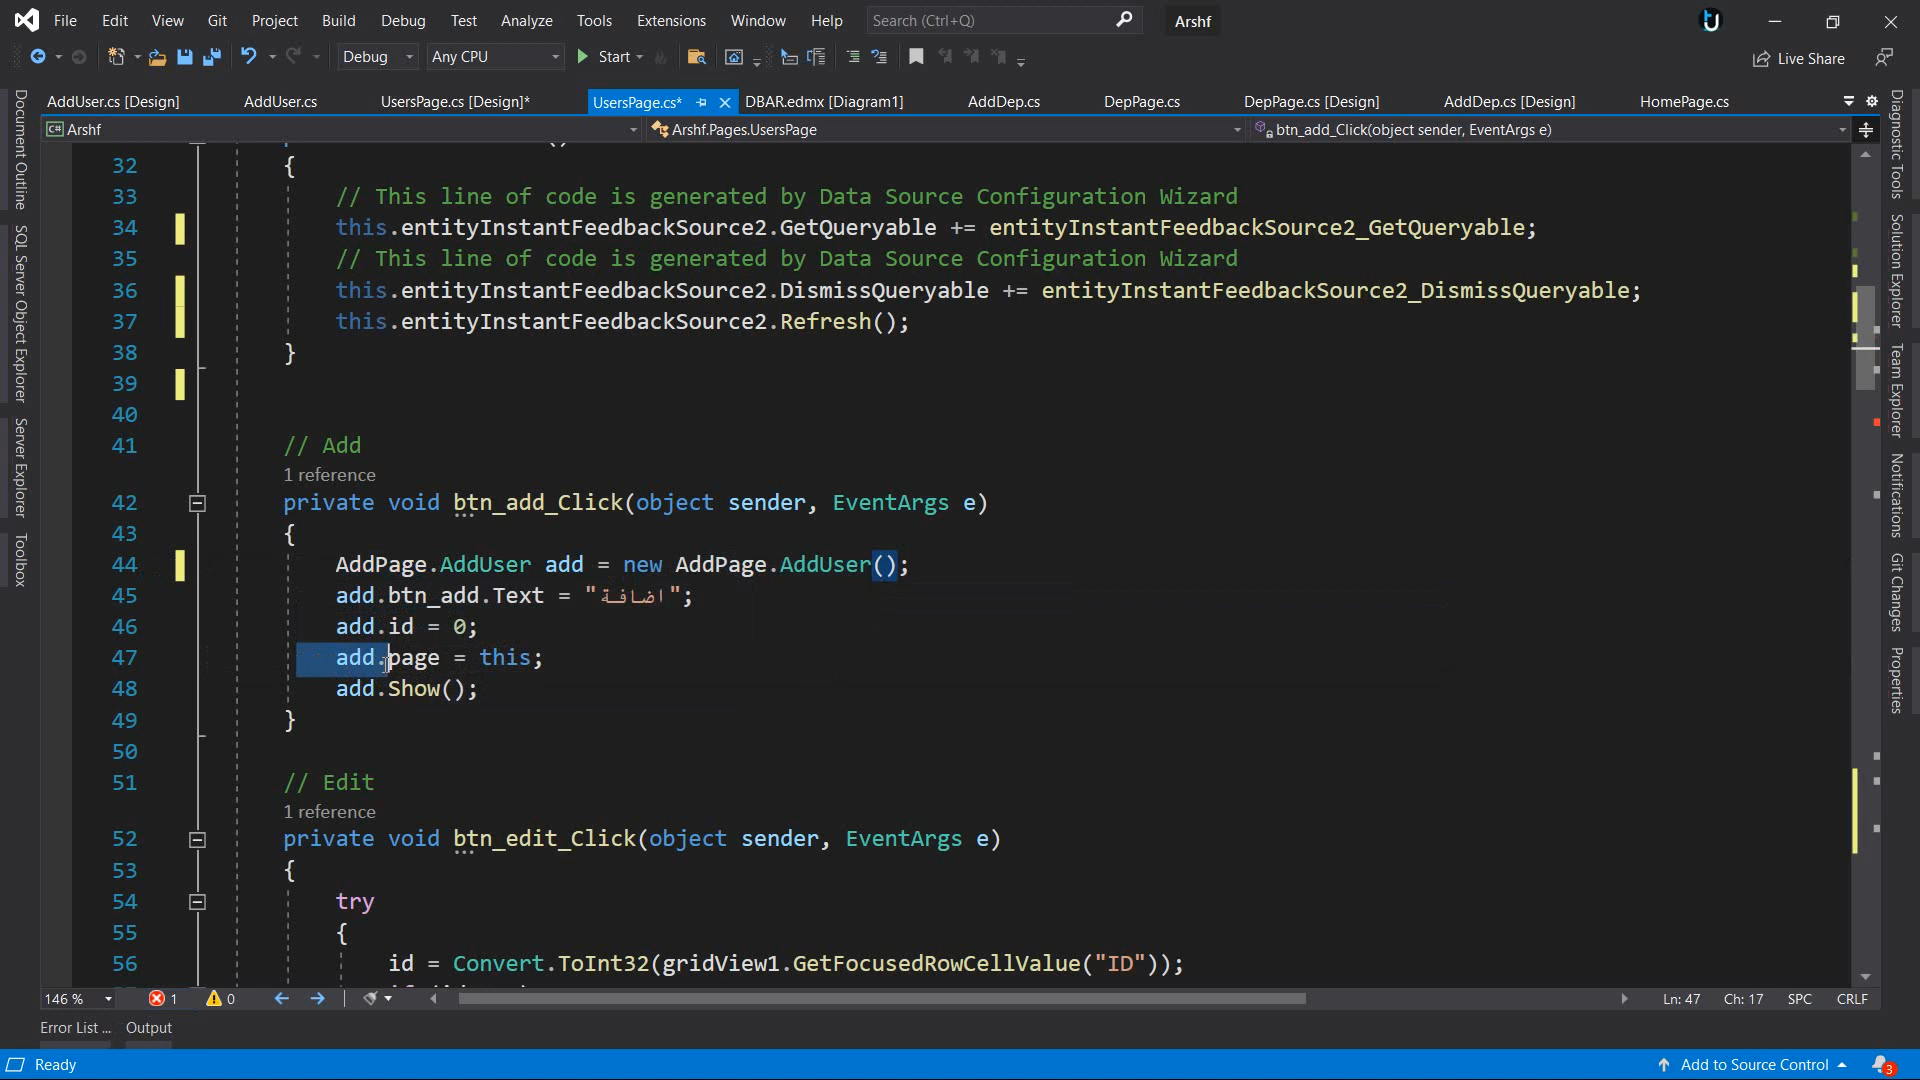 File Edit View Git Project Build Debug Test Analyze Tools Extensions Window Help Search (Ctrl+Q) Arshf
Debug Any CPU Start Live Share
AddUser.cs [Design] AddUser.cs UsersPage.cs [Design]* UsersPage.cs* DBAR.edmx [Diagram1] AddDep.cs DepPage.cs DepPage.cs [Design] AddDep.cs [Design] HomePage.cs
C# Arshf Arshf.Pages.UsersPage btn_add_Click(object sender, EventArgs e)
32 {
33 // This line of code is generated by Data Source Configuration Wizard
34 this.entityInstantFeedbackSource2.GetQueryable += entityInstantFeedbackSource2_GetQueryable;
35 // This line of code is generated by Data Source Configuration Wizard
36 this.entityInstantFeedbackSource2.DismissQueryable += entityInstantFeedbackSource2_DismissQueryable;
37 this.entityInstantFeedbackSource2.Refresh();
38 }
39
40
41 // Add
1 reference
42 private void btn_add_Click(object sender, EventArgs e)
43 {
44 AddPage.AddUser add = new AddPage.AddUser();
45 add.btn_add.Text = "اضافة";
46 add.id = 0;
47 add.page = this;
48 add.Show();
49 }
50
51 // Edit
1 reference
52 private void btn_edit_Click(object sender, EventArgs e)
53 {
54 try
55 {
56 id = Convert.ToInt32(gridView1.GetFocusedRowCellValue("ID"));
146 % 1 0 Ln: 47 Ch: 17 SPC CRLF
Error List ... Output
Ready Add to Source Control 3
Document Outline
SQL Server Object Explorer
Server Explorer
Toolbox
Diagnostic Tools
Solution Explorer
Team Explorer
Notifications
Git Changes
Properties